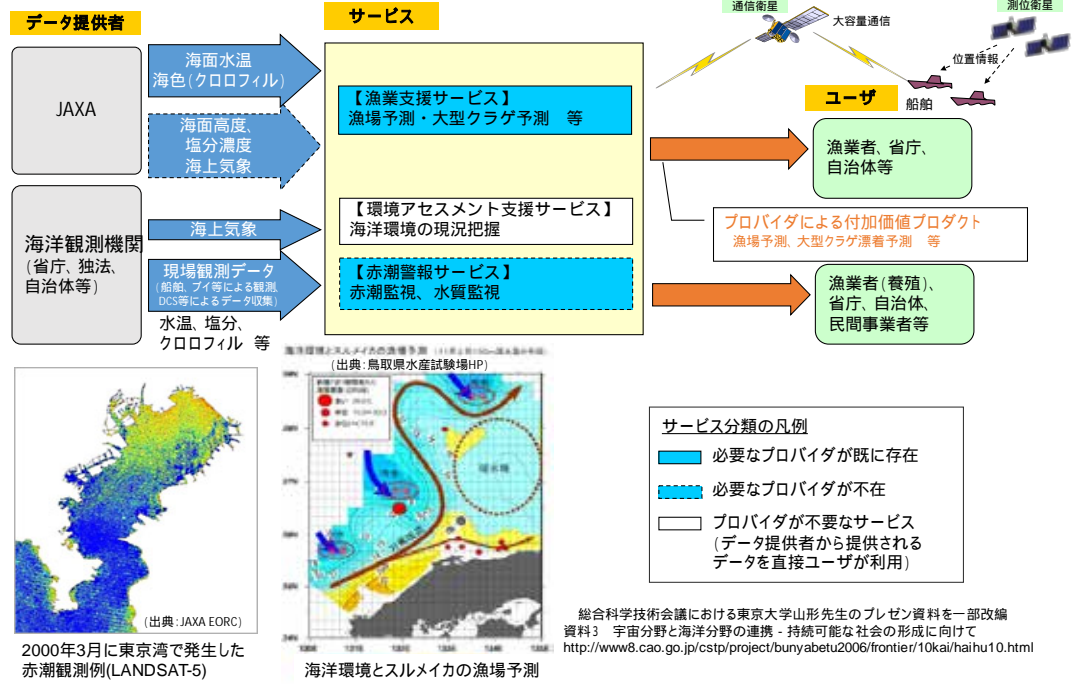 データ提供者
サービス
通信衛星
大容量通信
測位衛星
位置情報
船舶
ユーザ
JAXA
海面水温
海色(クロロフィル)
海面高度、
塩分濃度
海上気象
【漁業支援サービス】
漁場予測・大型クラゲ予測　等
漁業者、省庁、
自治体等
海洋観測機関
(省庁、独法、
自治体等)
海上気象
【環境アセスメント支援サービス】
海洋環境の現況把握
プロバイダによる付加価値プロダクト
漁場予測、大型クラゲ漂着予測　等
現場観測データ
(船舶、ブイ等による観測、
DCS等によるデータ収集)
水温、塩分、
クロロフィル　等
【赤潮警報サービス】
赤潮監視、水質監視
漁業者(養殖)、
省庁、自治体、
民間事業者等
海洋環境とスルメイカの漁場予測
(出典:鳥取県水産試験場HP)
サービス分類の凡例
必要なプロバイダが既に存在
必要なプロバイダが不在
プロバイダが不要なサービス
(データ提供者から提供される
データを直接ユーザが利用)
(出典:JAXA EORC)
2000年3月に東京湾で発生した
赤潮観測例(LANDSAT-5)
海洋環境とスルメイカの漁場予測
総合科学技術会議における東京大学山形先生のプレゼン資料を一部改編
資料3　宇宙分野と海洋分野の連携 - 持続可能な社会の形成に向けて
http://www8.cao.go.jp/cstp/project/bunyabetu2006/frontier/10kai/haihu10.html